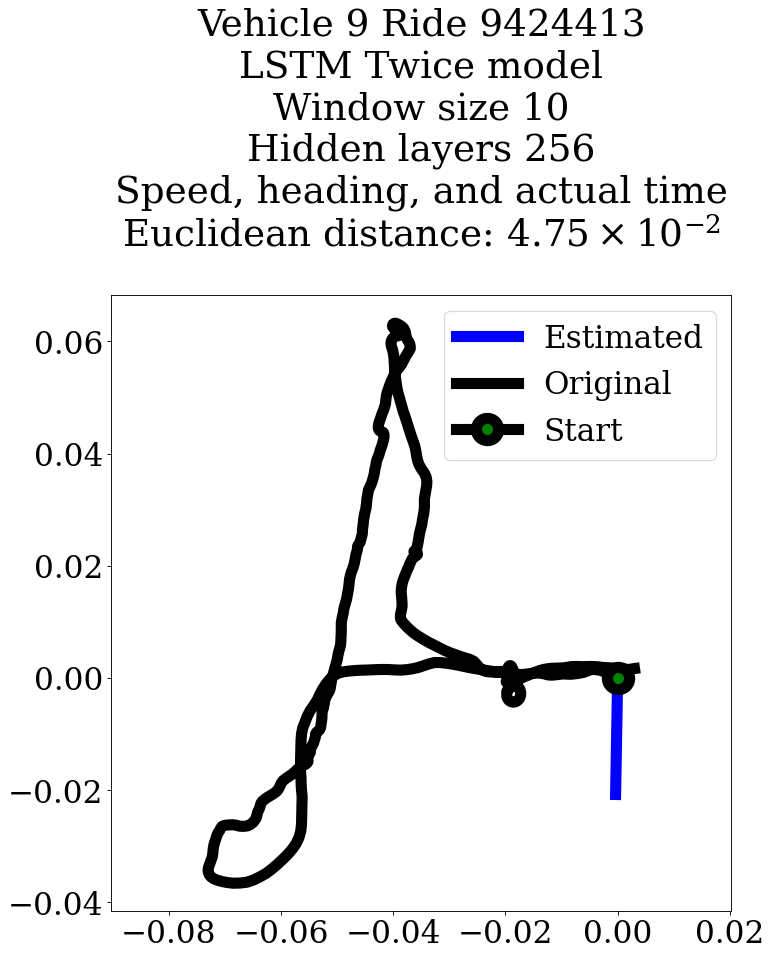 Vehicle 9 Ride 9424413
LSTM Twice model
Window size 10
Hidden layers 256
Speed, heading, and actual time
Euclidean distance: 4.75 × 10⁻²
Estimated
Original
Start
0.06
0.04
0.02
0.00
−0.02
−0.04
−0.08 −0.06 −0.04 −0.02 0.00 0.02